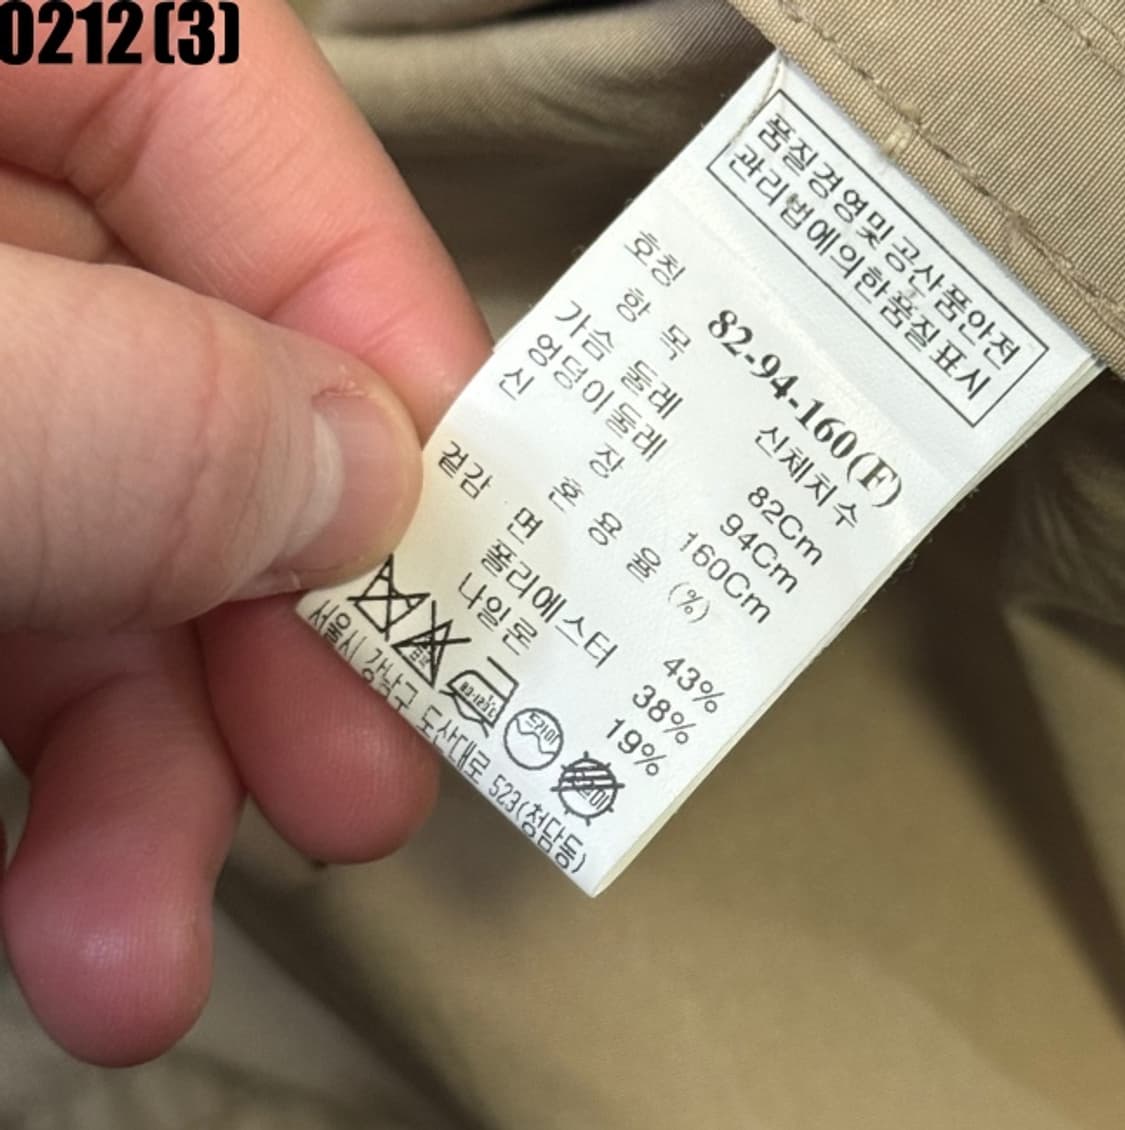 0212(3)
품질경영및공산품안전
관리법에의한품질표시
호칭 82-94-160(F)
항 목 신체치수
가슴 둘레 82Cm
엉덩이둘레 94Cm
신 장 160Cm
혼 용 율 (%)
겉감 면 43%
폴리에스터 38%
나일론 19%
드라이
서울시 강남구 도산대로 523(청담동)